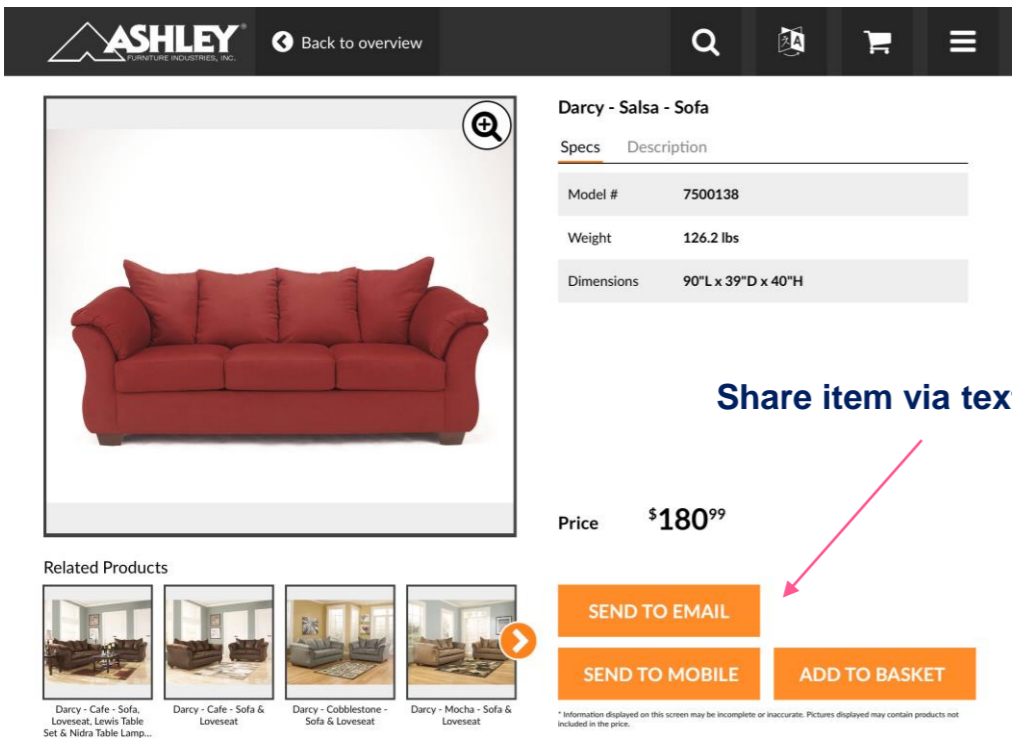 ASHLEY®
FURNITURE INDUSTRIES, INC.
Back to overview
Darcy - Salsa - Sofa
Specs Description
Model # 7500138
Weight 126.2 lbs
Dimensions 90"L x 39"D x 40"H
Share item via text
Price $180⁹⁹
Related Products
SEND TO EMAIL
SEND TO MOBILE ADD TO BASKET
Darcy - Cafe - Sofa,
Loveseat, Lewis Table
Set & Nidra Table Lamp...
Darcy - Cafe - Sofa &
Loveseat
Darcy - Cobblestone -
Sofa & Loveseat
Darcy - Mocha - Sofa &
Loveseat
* Information displayed on this screen may be incomplete or inaccurate. Pictures displayed may contain products not
included in the price.